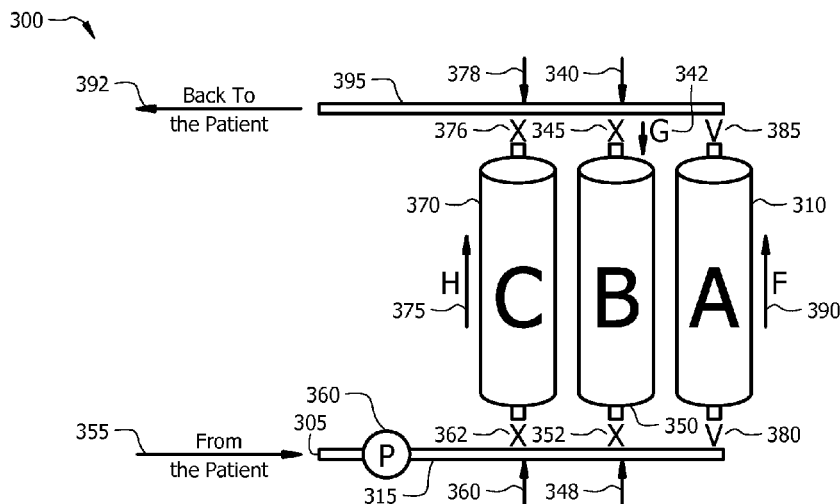 300
378 340 342
395
392 Back To
the Patient
376 X 345 X G V 385
370 310
H C B A F
375 390
360 350
355 From 305 P 362 X 352 X V 380
the Patient
315 360 348